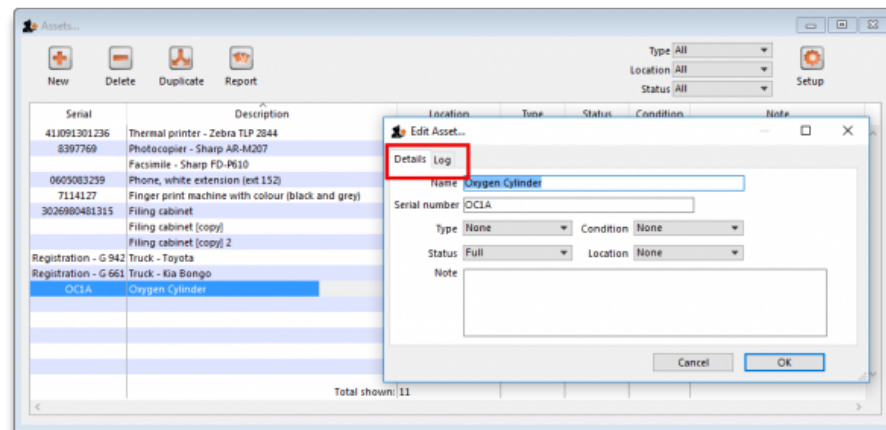 Assets...
Type All
Location All
Status All
New Delete Duplicate Report Setup
Serial Description Location Type Status Condition Note
41J091301236 Thermal printer - Zebra TLP 2844
8397769 Photocopier - Sharp AR-M207
Facsimile - Sharp FD-P610
0605083259 Phone, white extension (ext 152)
7114127 Finger print machine with colour (black and grey)
3026980481315 Filing cabinet
Filing cabinet [copy]
Filing cabinet [copy] 2
Registration - G 942 Truck - Toyota
Registration - G 661 Truck - Kia Bongo
OC1A Oxygen Cylinder
Total shown: 11
Edit Asset...
Details Log
Name Oxygen Cylinder
Serial number OC1A
Type None Condition None
Status Full Location None
Note
Cancel OK